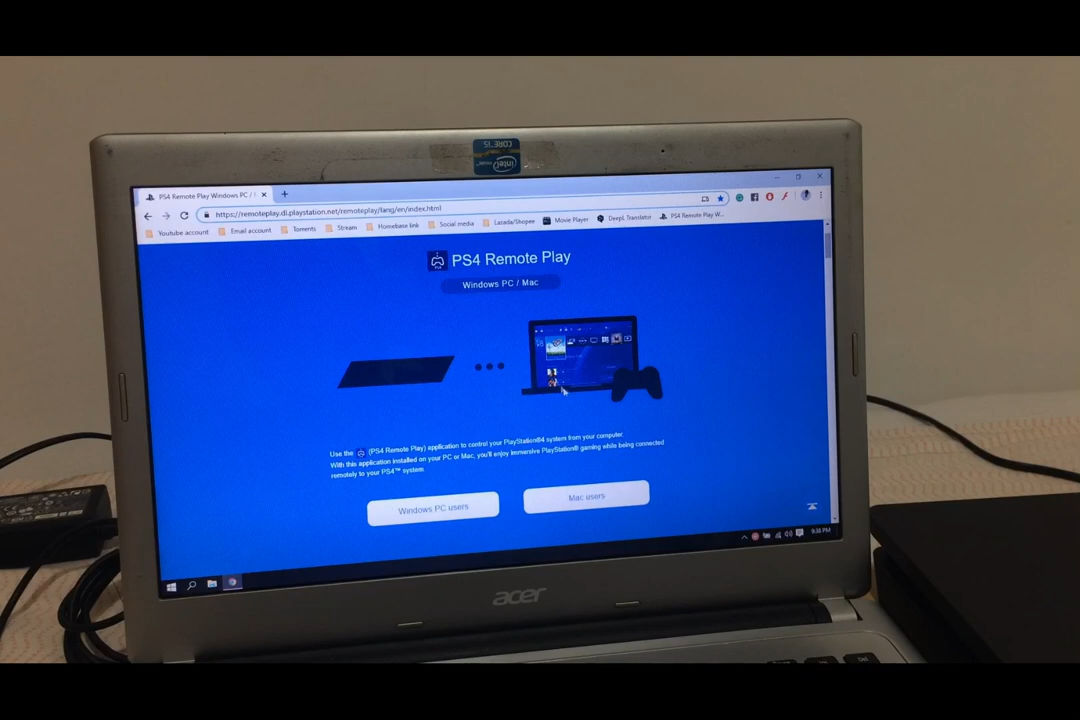 CORE i5
intel
PS4 Remote Play Windows PC /
https://remoteplay.dl.playstation.net/remoteplay/lang/en/index.html
Youtube account Email account Torrents Stream Homebase link Social media Lazada/Shopee Movie Player DeepL Translator PS4 Remote Play W...
PS4 Remote Play
Windows PC / Mac
Use the (PS4 Remote Play) application to control your PlayStation®4 system from your computer.
With this application installed on your PC or Mac, you'll enjoy immersive PlayStation® gaming while being connected
remotely to your PS4™ system
Windows PC users Mac users
9:38 PM
acer
Del